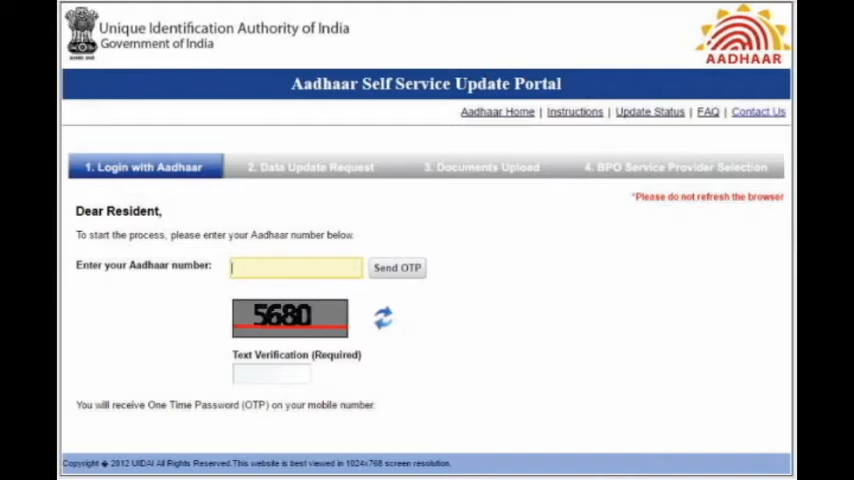 Unique Identification Authority of India
Government of India
AADHAAR
Aadhaar Self Service Update Portal
Aadhaar Home | Instructions | Update Status | FAQ | Contact Us
1. Login with Aadhaar 2. Data Update Request 3. Documents Upload 4. BPO Service Provider Selection
*Please do not refresh the browser
Dear Resident,
To start the process, please enter your Aadhaar number below.
Enter your Aadhaar number: Send OTP
5680
Text Verification (Required)
You will receive One Time Password (OTP) on your mobile number.
Copyright � 2012 UIDAI All Rights Reserved.This website is best viewed in 1024x768 screen resolution.